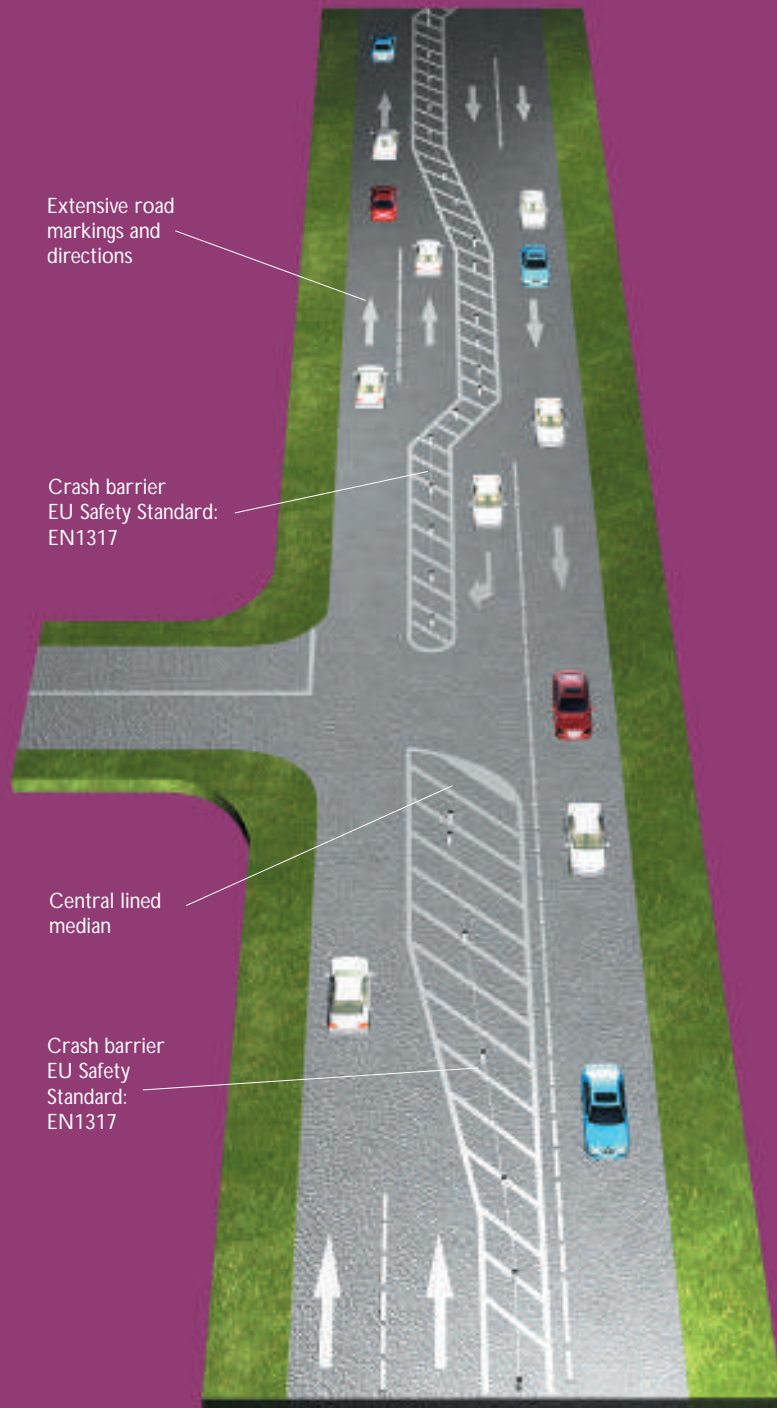 Extensive road
markings and
directions
Crash barrier
EU Safety Standard:
EN1317
Central lined
median
Crash barrier
EU Safety
Standard:
EN1317